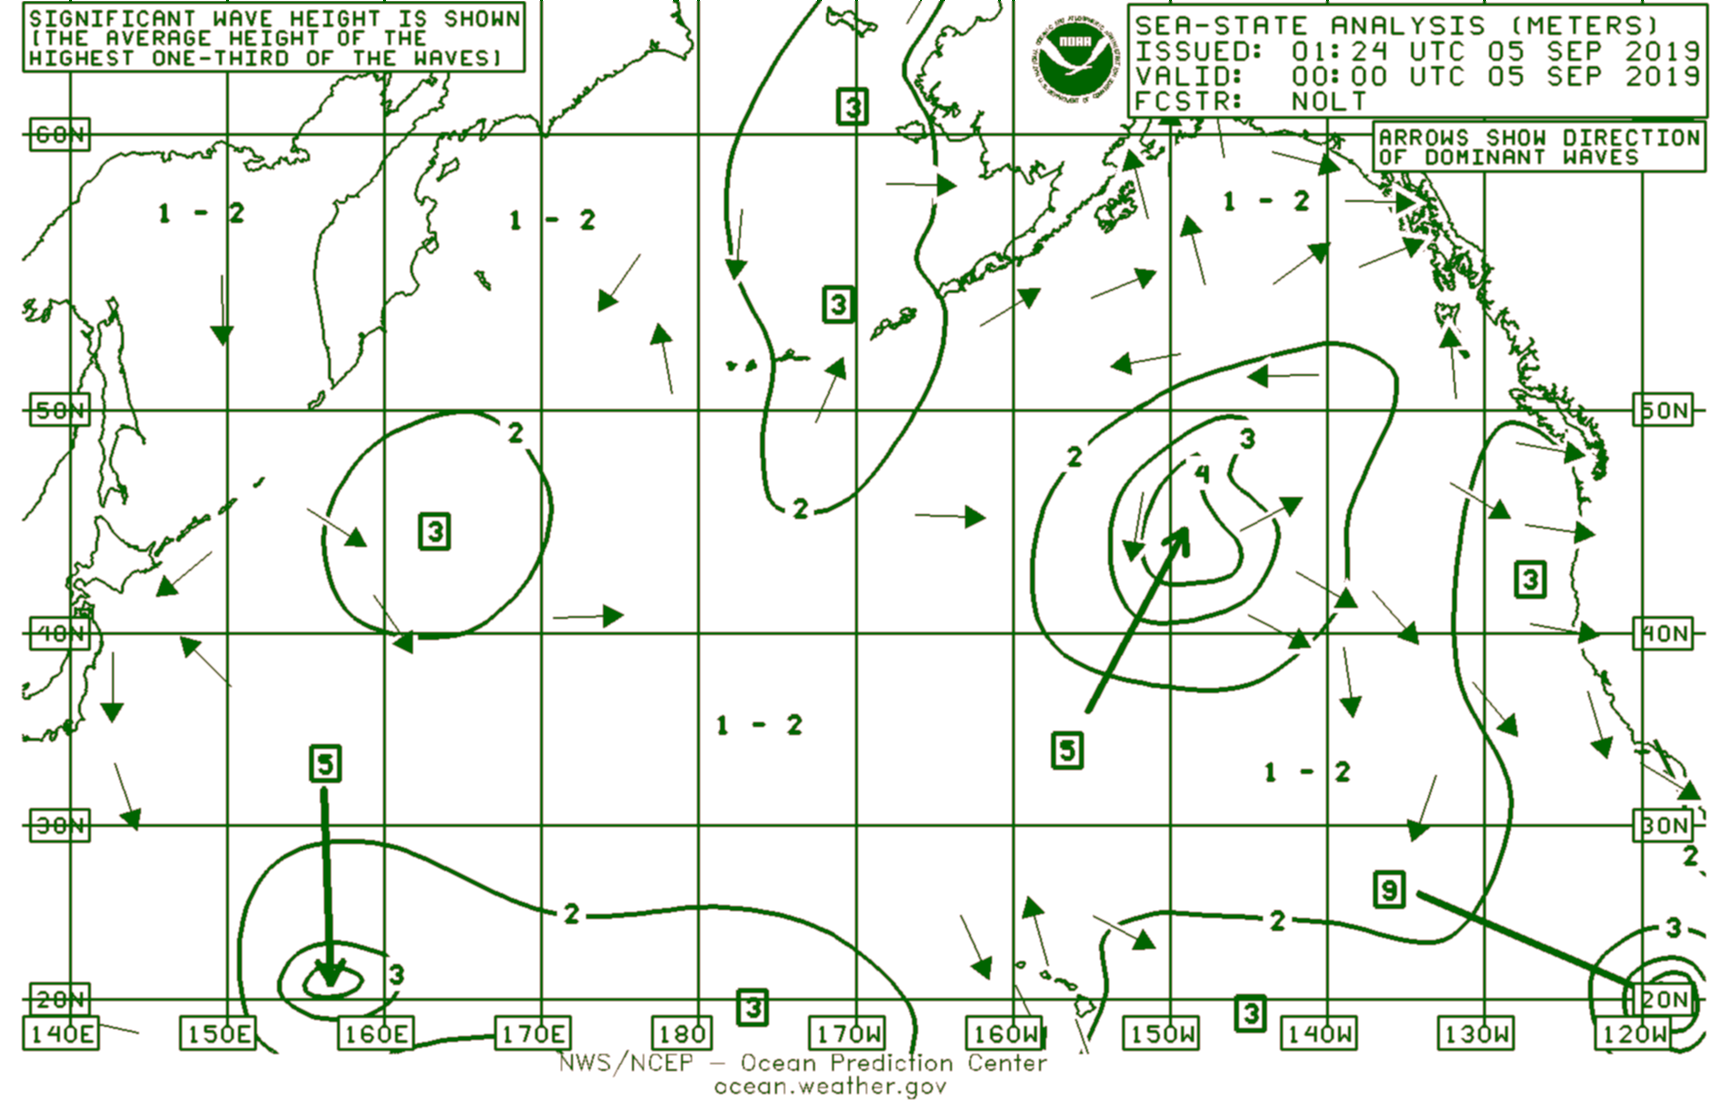 SIGNIFICANT WAVE HEIGHT IS SHOWN
(THE AVERAGE HEIGHT OF THE
HIGHEST ONE-THIRD OF THE WAVES)
NOAA
SEA-STATE ANALYSIS (METERS)
ISSUED: 01:24 UTC 05 SEP 2019
VALID: 00:00 UTC 05 SEP 2019
FCSTR: NOLT
ARROWS SHOW DIRECTION
OF DOMINANT WAVES
3
60N
1 - 2
1 - 2
1 - 2
3
50N
50N
2
3
2
4
2
3
3
40N
40N
1 - 2
5
5
1 - 2
30N
30N
2
9
2
2
3
3
20N
3
3
20N
140E
150E
160E
170E
180
170W
160W
150W
140W
130W
120W
NWS/NCEP – Ocean Prediction Center
ocean.weather.gov